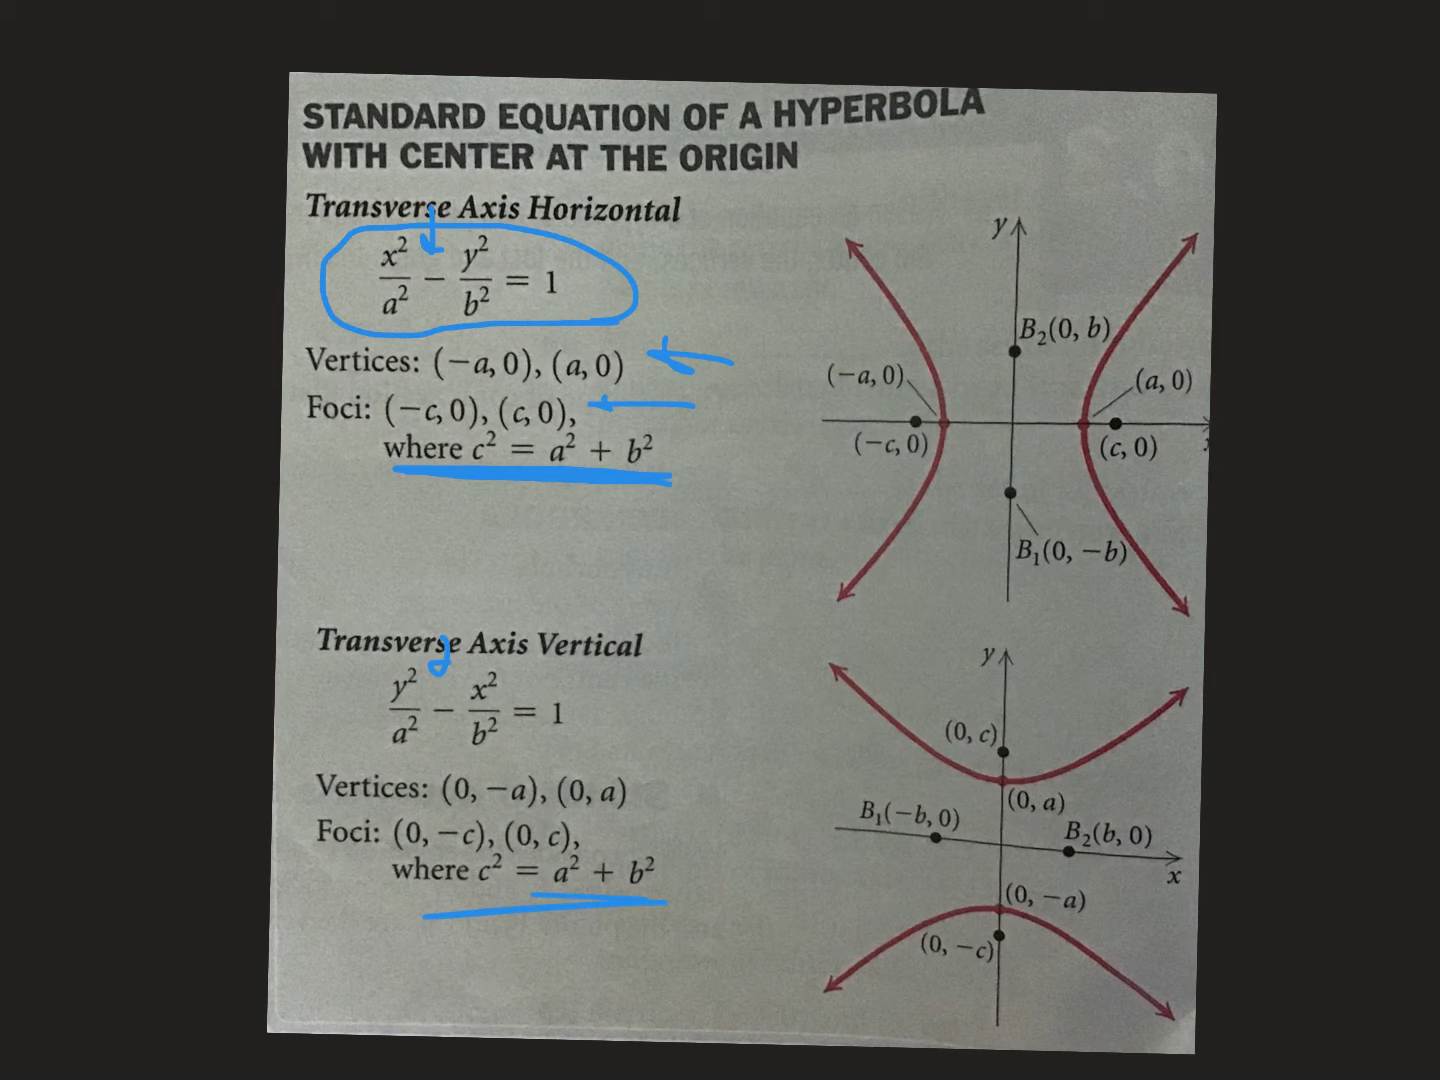 STANDARD EQUATION OF A HYPERBOLA
WITH CENTER AT THE ORIGIN
Transverse Axis Horizontal
x²/a² − y²/b² = 1
Vertices: (−a, 0), (a, 0)
Foci: (−c, 0), (c, 0),
where c² = a² + b²
y
B₂(0, b)
(−a, 0)
(a, 0)
(−c, 0)
(c, 0)
B₁(0, −b)
Transverse Axis Vertical
y²/a² − x²/b² = 1
Vertices: (0, −a), (0, a)
Foci: (0, −c), (0, c),
where c² = a² + b²
y
(0, c)
(0, a)
B₁(−b, 0)
B₂(b, 0)
x
(0, −a)
(0, −c)